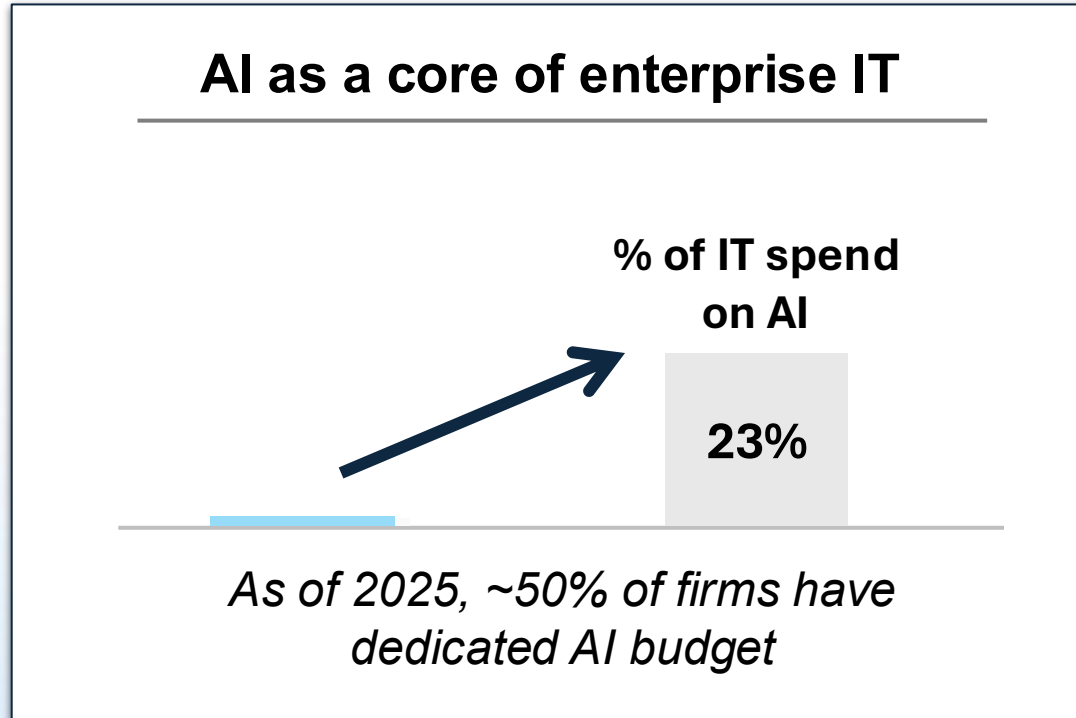 AI as a core of enterprise IT
% of IT spend
on AI
23%
As of 2025, ~50% of firms have
dedicated AI budget